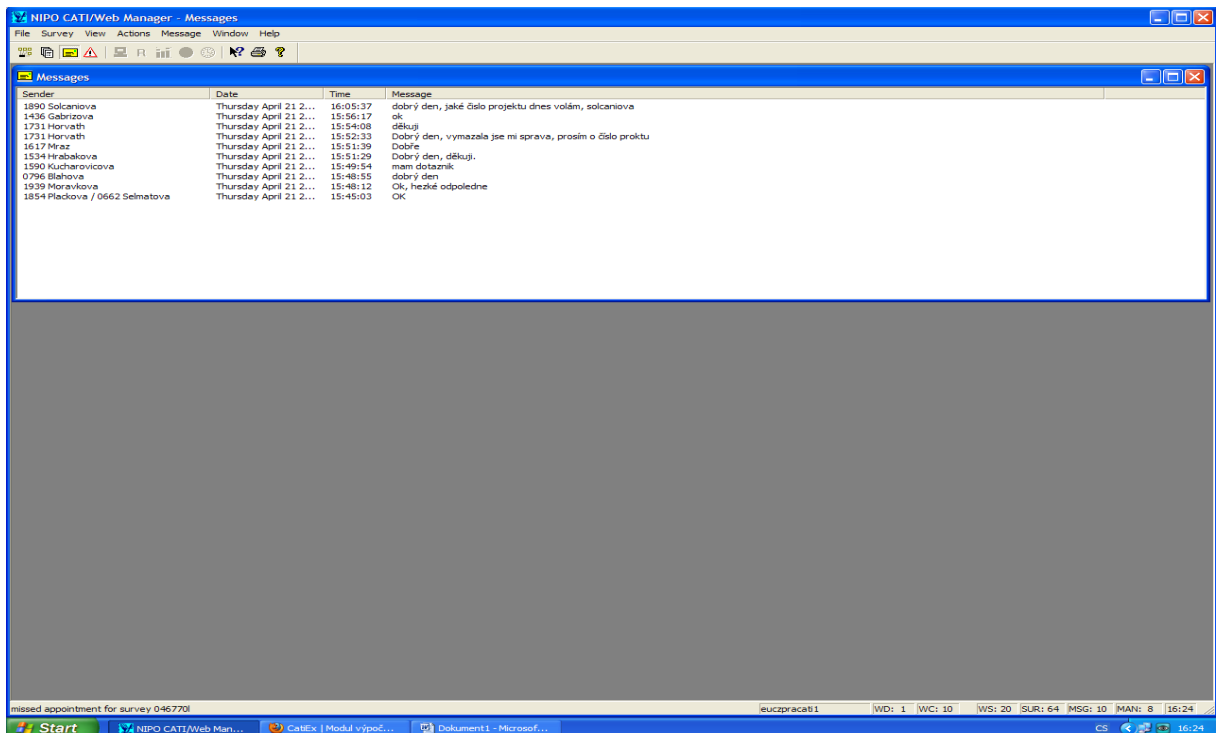 NIPO CATI/Web Manager - Messages
File Survey View Actions Message Window Help
Messages
Sender Date Time Message
1890 Solcaniova Thursday April 21 2... 16:05:37 dobrý den, jaké číslo projektu dnes volám, solcaniova
1436 Gabrizova Thursday April 21 2... 15:56:17 ok
1731 Horvath Thursday April 21 2... 15:54:08 děkuji
1731 Horvath Thursday April 21 2... 15:52:33 Dobrý den, vymazala jse mi sprava, prosím o číslo proktu
1617 Mraz Thursday April 21 2... 15:51:39 Dobře
1534 Hrabakova Thursday April 21 2... 15:51:29 Dobrý den, děkuji.
1590 Kucharovicova Thursday April 21 2... 15:49:54 mam dotaznik
0796 Blahova Thursday April 21 2... 15:48:55 dobrý den
1939 Moravkova Thursday April 21 2... 15:48:12 Ok, hezké odpoledne
1854 Plackova / 0662 Selmatova Thursday April 21 2... 15:45:03 OK
missed appointment for survey 046770l euczpracati1 WD: 1 WC: 10 WS: 20 SUR: 64 MSG: 10 MAN: 8 16:24
Start NIPO CATI/Web Man... CatiEx | Modul výpoč... Dokument1 - Microsof... CS 16:24